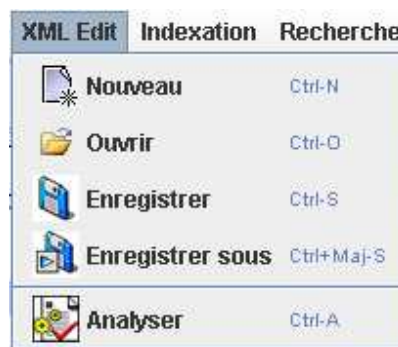 XML Edit Indexation Recherche
Nouveau Ctrl-N
Ouvrir Ctrl-O
Enregistrer Ctrl-S
Enregistrer sous Ctrl+Maj-S
Analyser Ctrl-A